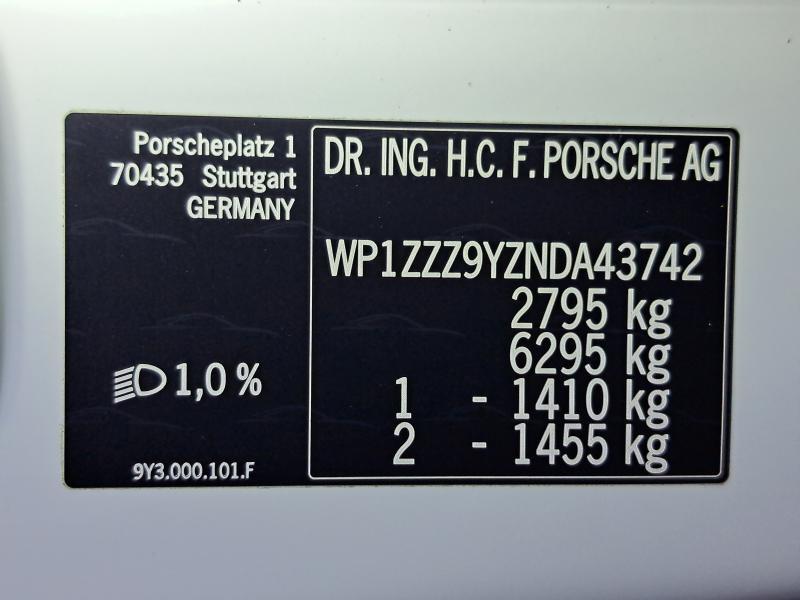 Porscheplatz 1
70435 Stuttgart
GERMANY
1,0 %
9Y3.000.101.F
DR. ING. H.C. F. PORSCHE AG
WP1ZZZ9YZNDA43742
2795 kg
6295 kg
1 - 1410 kg
2 - 1455 kg